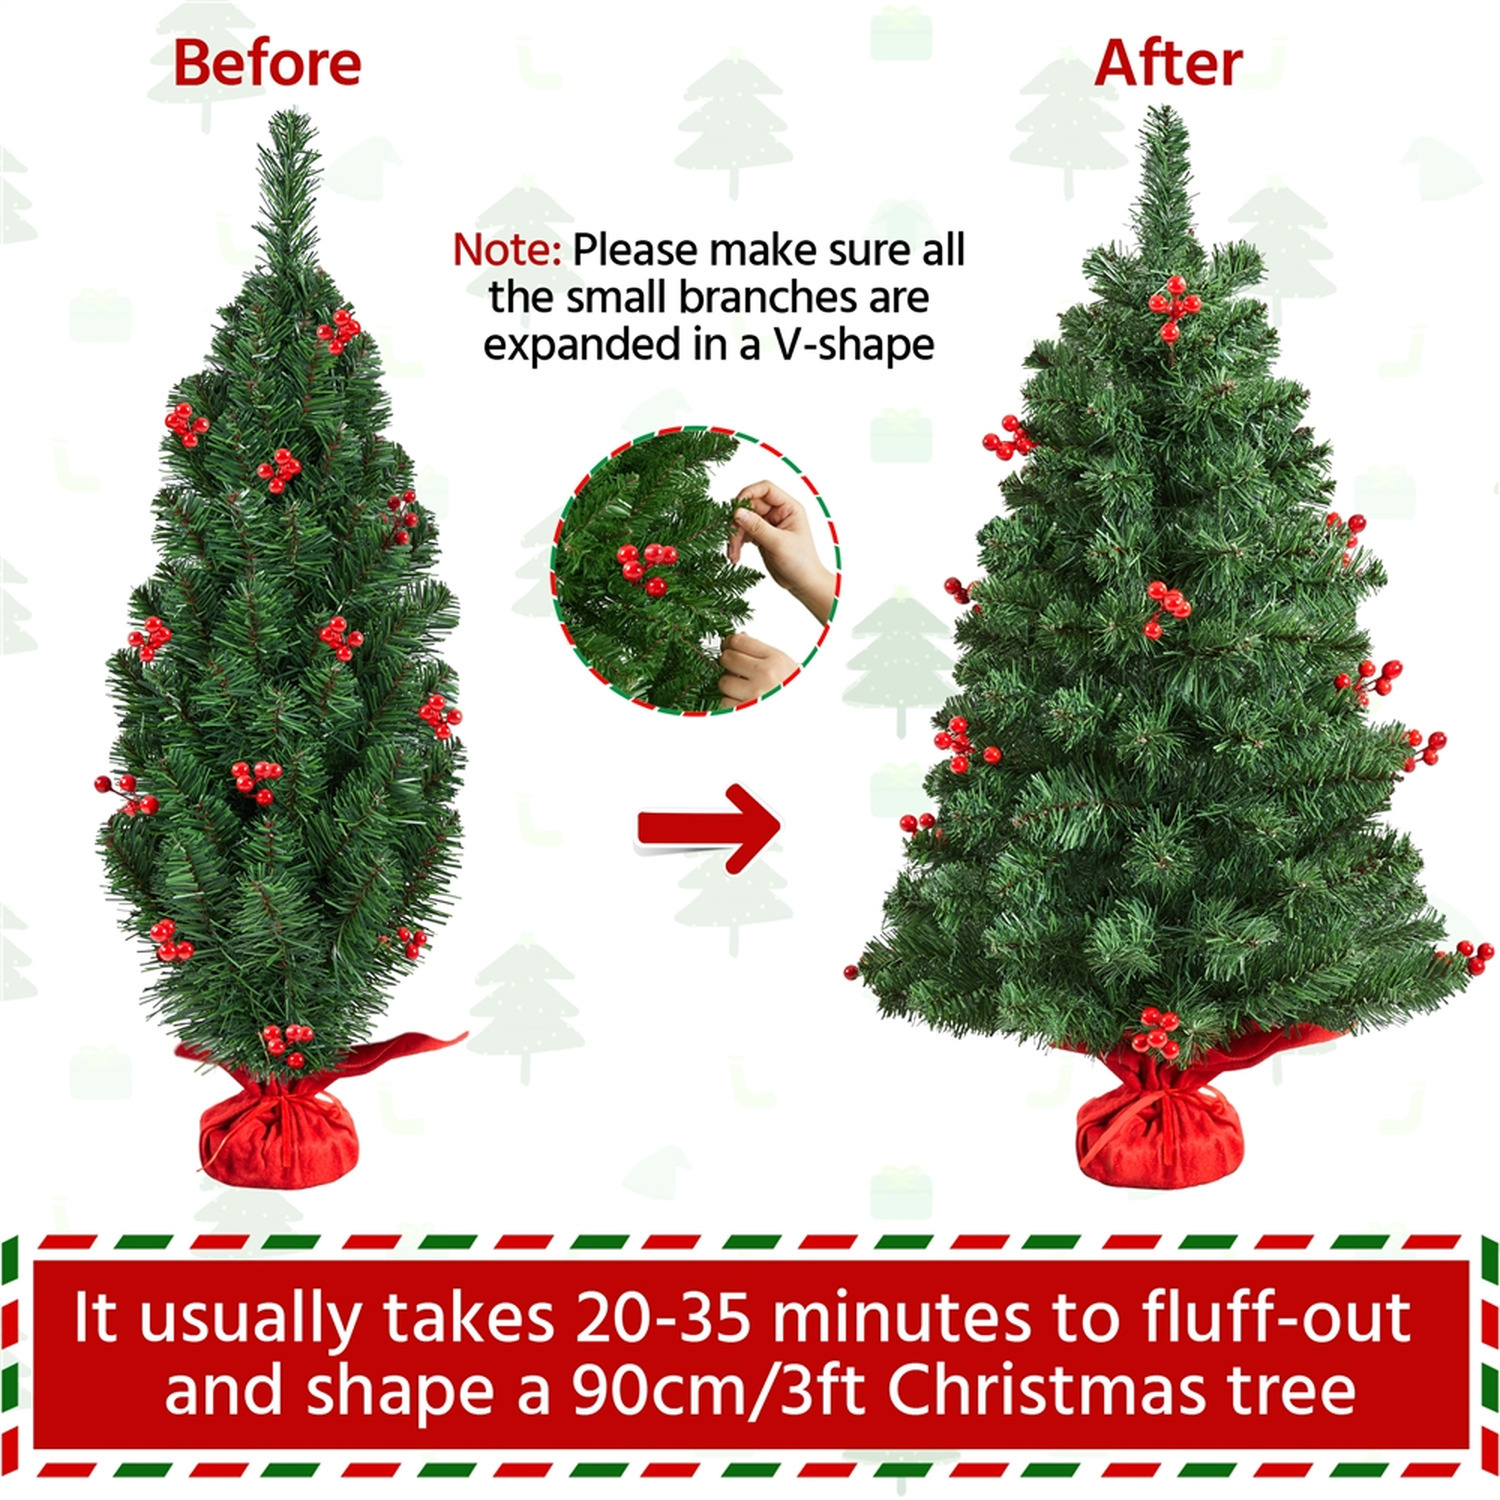 Before
After
Note: Please make sure all
the small branches are
expanded in a V-shape
It usually takes 20-35 minutes to fluff-out
and shape a 90cm/3ft Christmas tree